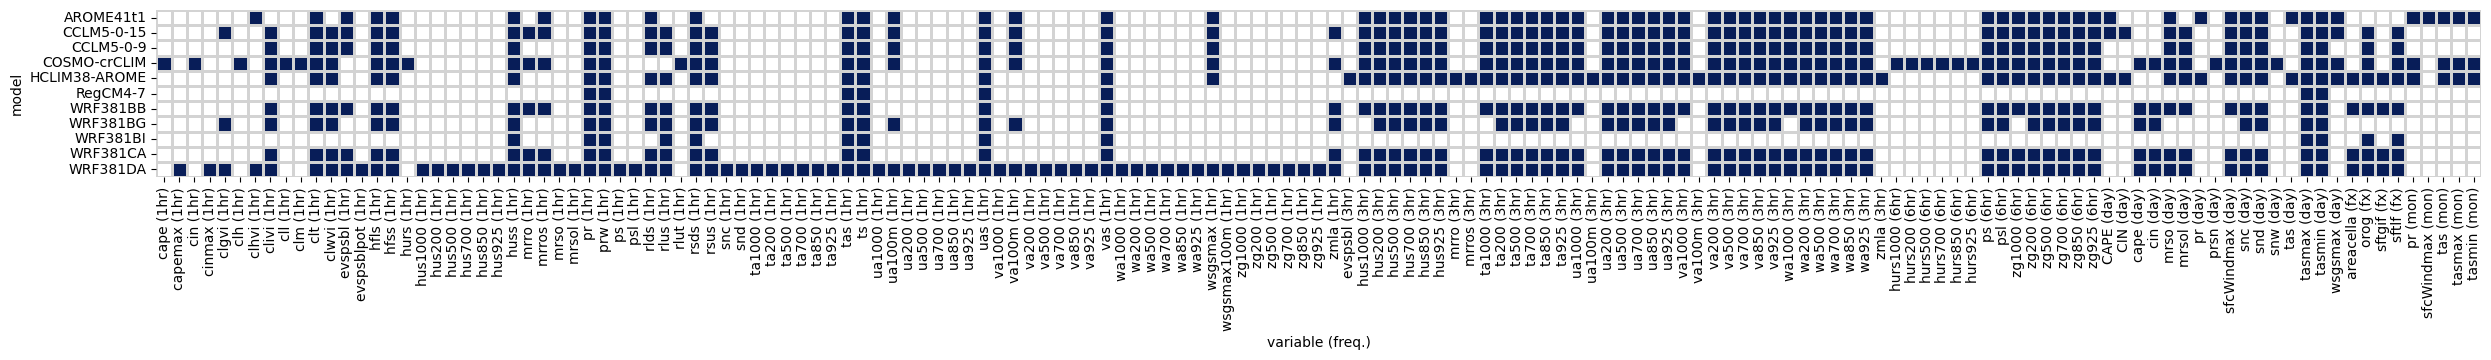 model
AROME41t1
CCLM5-0-15
CCLM5-0-9
COSMO-crCLIM
HCLIM38-AROME
RegCM4-7
WRF381BB
WRF381BG
WRF381BI
WRF381CA
WRF381DA
cape (1hr)
capemax (1hr)
cin (1hr)
cinmax (1hr)
clgvi (1hr)
clh (1hr)
clhvi (1hr)
clivi (1hr)
cll (1hr)
clm (1hr)
clt (1hr)
clwvi (1hr)
evspsbl (1hr)
evspsblpot (1hr)
hfls (1hr)
hfss (1hr)
hurs (1hr)
hus1000 (1hr)
hus200 (1hr)
hus500 (1hr)
hus700 (1hr)
hus850 (1hr)
hus925 (1hr)
huss (1hr)
mrro (1hr)
mrros (1hr)
mrso (1hr)
mrsol (1hr)
pr (1hr)
prw (1hr)
ps (1hr)
psl (1hr)
rlds (1hr)
rlus (1hr)
rlut (1hr)
rsds (1hr)
rsus (1hr)
snc (1hr)
snd (1hr)
ta1000 (1hr)
ta200 (1hr)
ta500 (1hr)
ta700 (1hr)
ta850 (1hr)
ta925 (1hr)
tas (1hr)
ts (1hr)
ua1000 (1hr)
ua100m (1hr)
ua200 (1hr)
ua500 (1hr)
ua700 (1hr)
ua850 (1hr)
ua925 (1hr)
uas (1hr)
va1000 (1hr)
va100m (1hr)
va200 (1hr)
va500 (1hr)
va700 (1hr)
va850 (1hr)
va925 (1hr)
vas (1hr)
wa1000 (1hr)
wa200 (1hr)
wa500 (1hr)
wa700 (1hr)
wa850 (1hr)
wa925 (1hr)
wsgsmax (1hr)
wsgsmax100m (1hr)
zg1000 (1hr)
zg200 (1hr)
zg500 (1hr)
zg700 (1hr)
zg850 (1hr)
zg925 (1hr)
zmla (1hr)
evspsbl (3hr)
hus1000 (3hr)
hus200 (3hr)
hus500 (3hr)
hus700 (3hr)
hus850 (3hr)
hus925 (3hr)
mrro (3hr)
mrros (3hr)
ta1000 (3hr)
ta200 (3hr)
ta500 (3hr)
ta700 (3hr)
ta850 (3hr)
ta925 (3hr)
ua1000 (3hr)
ua100m (3hr)
ua200 (3hr)
ua500 (3hr)
ua700 (3hr)
ua850 (3hr)
ua925 (3hr)
va1000 (3hr)
va100m (3hr)
va200 (3hr)
va500 (3hr)
va700 (3hr)
va850 (3hr)
va925 (3hr)
wa1000 (3hr)
wa200 (3hr)
wa500 (3hr)
wa700 (3hr)
wa850 (3hr)
wa925 (3hr)
zmla (3hr)
hurs1000 (6hr)
hurs200 (6hr)
hurs500 (6hr)
hurs700 (6hr)
hurs850 (6hr)
hurs925 (6hr)
ps (6hr)
psl (6hr)
zg1000 (6hr)
zg200 (6hr)
zg500 (6hr)
zg700 (6hr)
zg850 (6hr)
zg925 (6hr)
CAPE (day)
CIN (day)
cape (day)
cin (day)
mrso (day)
mrsol (day)
pr (day)
prsn (day)
sfcWindmax (day)
snc (day)
snd (day)
snw (day)
tas (day)
tasmax (day)
tasmin (day)
wsgsmax (day)
areacella (fx)
orog (fx)
sftgif (fx)
sftlf (fx)
pr (mon)
sfcWindmax (mon)
tas (mon)
tasmax (mon)
tasmin (mon)
variable (freq.)